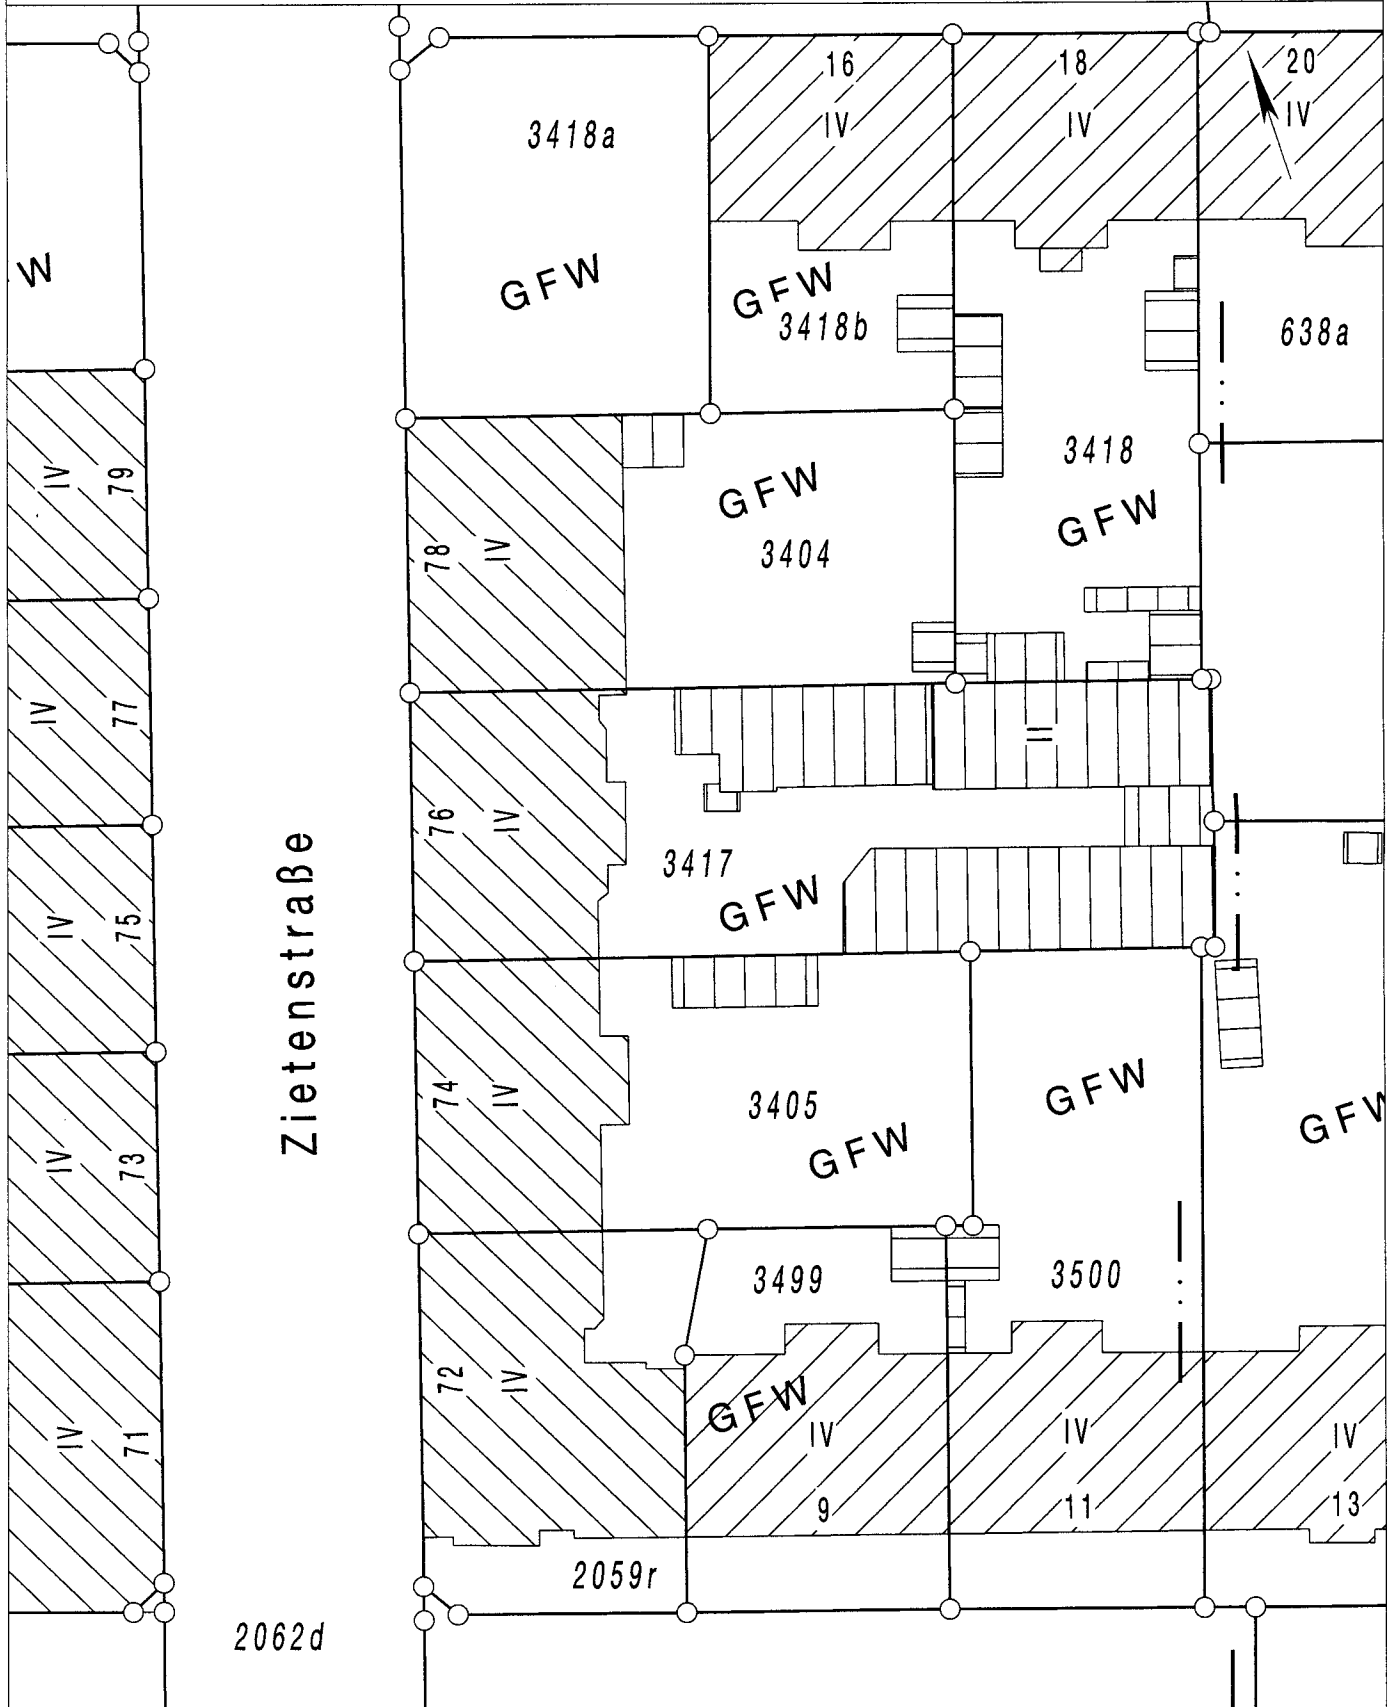 16
18
20
IV
IV
IV
3418a
W
GFW
GFW
3418b
638a
3418
GFW
GFW
3404
IV
79
78
IV
IV
77
II
76
IV
3417
GFW
IV
75
Zietenstraße
74
IV
3405
GFW
GFW
GFW
IV
73
3499
3500
72
IV
GFW
IV
71
IV
IV
IV
9
11
13
2059r
2062d